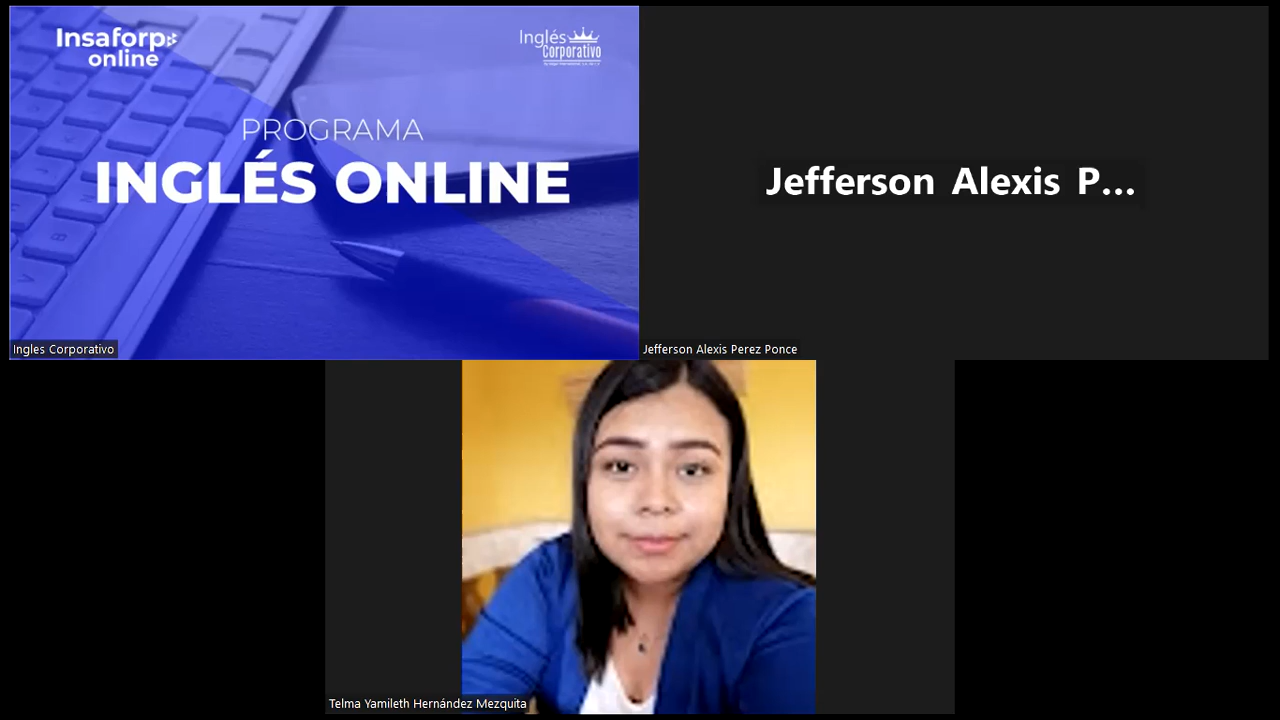 Insaforp
online
Inglés
Corporativo
PROGRAMA
INGLÉS ONLINE
Ingles Corporativo
Jefferson Alexis P...
Jefferson Alexis Perez Ponce
Telma Yamileth Hernández Mezquita